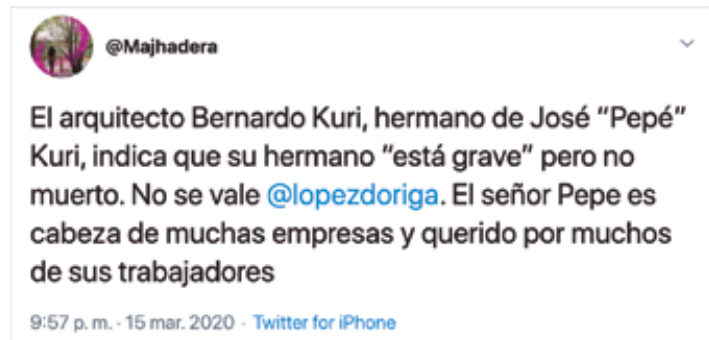 @Majhadera
El arquitecto Bernardo Kuri, hermano de José “Pepé”
Kuri, indica que su hermano “está grave” pero no
muerto. No se vale @lopezdoriga. El señor Pepe es
cabeza de muchas empresas y querido por muchos
de sus trabajadores
9:57 p. m. · 15 mar. 2020 · Twitter for iPhone